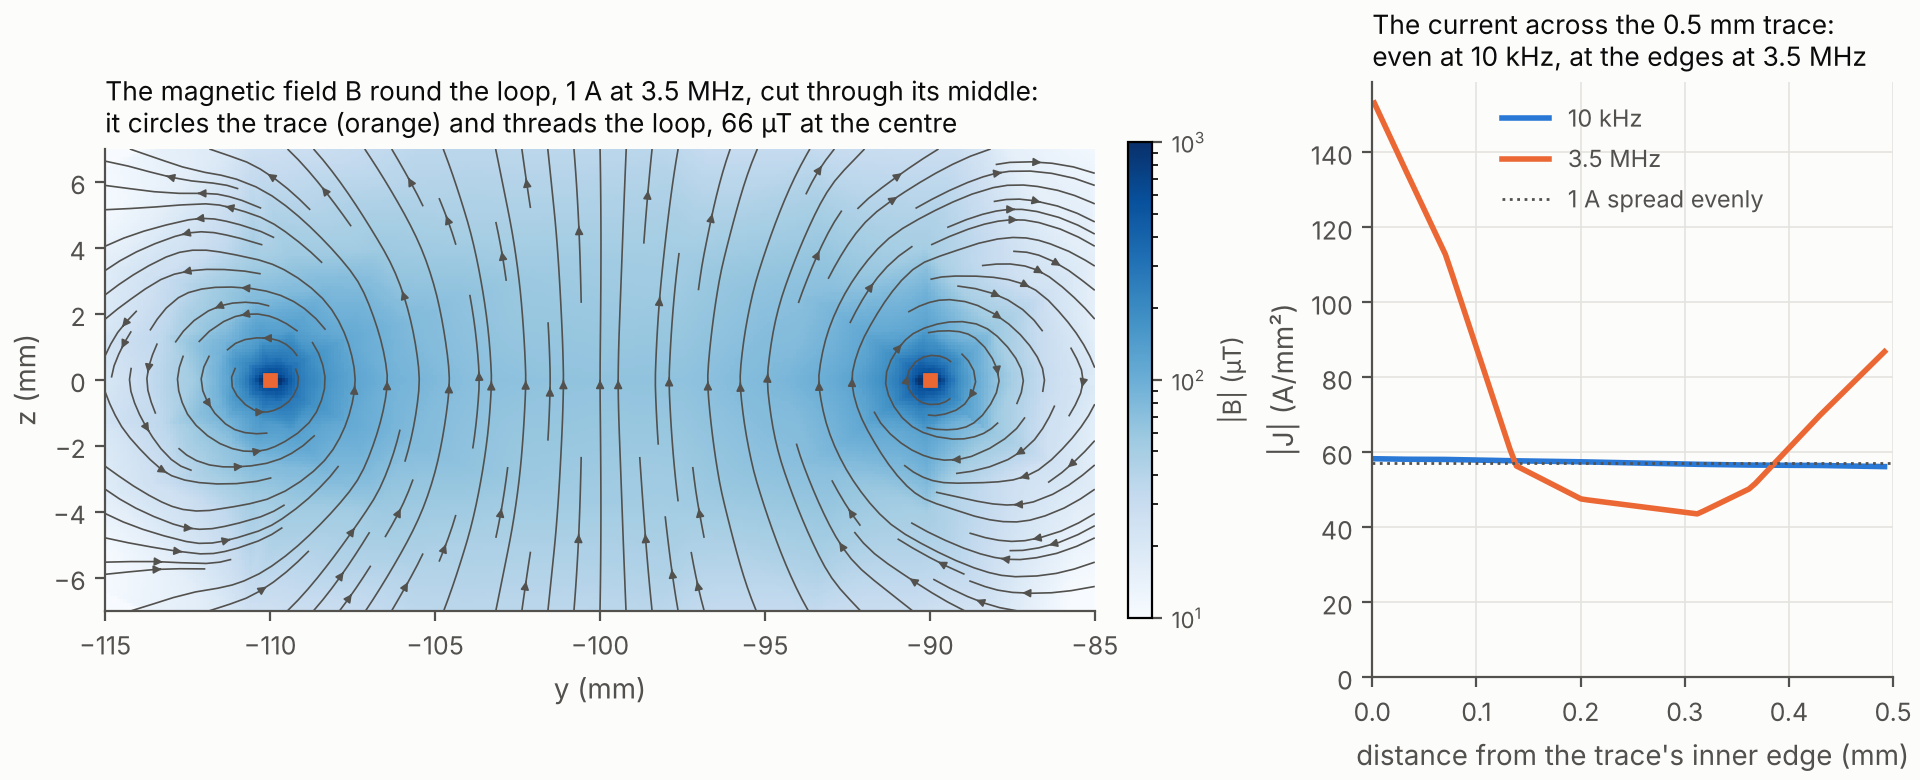 The magnetic field B round the loop, 1 A at 3.5 MHz, cut through its middle:
it circles the trace (orange) and threads the loop, 66 µT at the centre
6
4
2
0
−2
−4
−6
z (mm)
−115
−110
−105
−100
−95
−90
−85
y (mm)
10³
10²
10¹
|B| (µT)
The current across the 0.5 mm trace:
even at 10 kHz, at the edges at 3.5 MHz
10 kHz
3.5 MHz
1 A spread evenly
140
120
100
80
60
40
20
0
|J| (A/mm²)
0.0
0.1
0.2
0.3
0.4
0.5
distance from the trace's inner edge (mm)